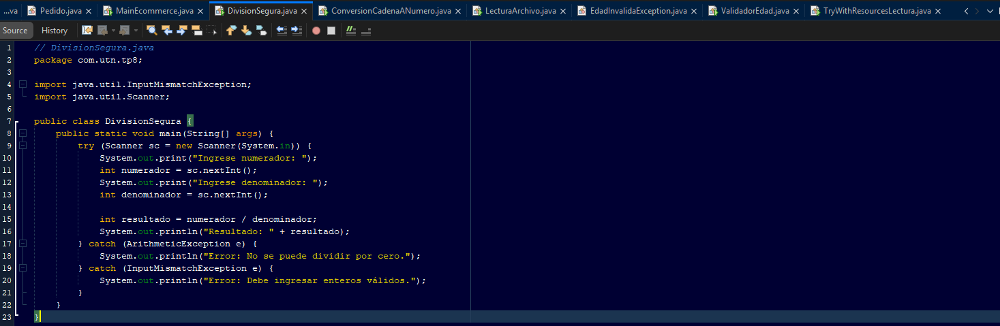 ...va Pedido.java MainEcommerce.java DivisionSegura.java ConversionCadenaANumero.java LecturaArchivo.java EdadInvalidaException.java ValidadorEdad.java TryWithResourcesLectura.java
Source History
1 // DivisionSegura.java
2 package com.utn.tp8;
3
4 import java.util.InputMismatchException;
5 import java.util.Scanner;
6
7 public class DivisionSegura {
8 public static void main(String[] args) {
9 try (Scanner sc = new Scanner(System.in)) {
10 System.out.print("Ingrese numerador: ");
11 int numerador = sc.nextInt();
12 System.out.print("Ingrese denominador: ");
13 int denominador = sc.nextInt();
14
15 int resultado = numerador / denominador;
16 System.out.println("Resultado: " + resultado);
17 } catch (ArithmeticException e) {
18 System.out.println("Error: No se puede dividir por cero.");
19 } catch (InputMismatchException e) {
20 System.out.println("Error: Debe ingresar enteros válidos.");
21 }
22 }
23 }